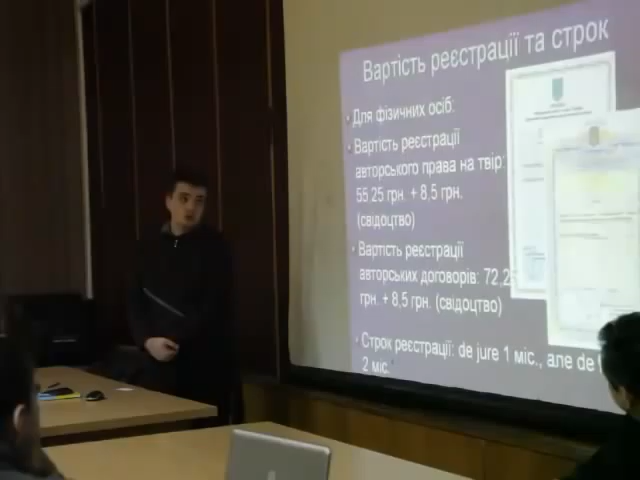 Вартість реєстрації та строк
Для фізичних осіб:
Вартість реєстрації
авторського права на твір:
55,25 грн. + 8,5 грн.
(свідоцтво)
Вартість реєстрації
авторських договорів: 72,2
грн. + 8,5 грн. (свідоцтво)
Строк реєстрації: de jure 1 міс., але de
2 міс.